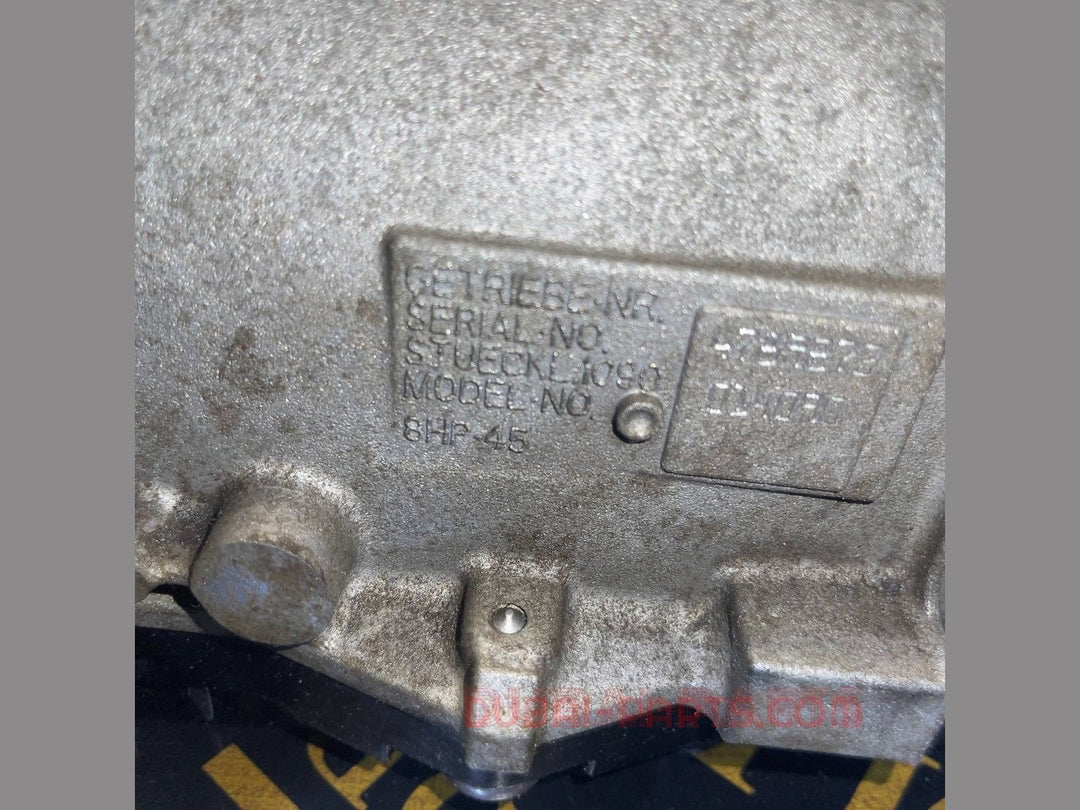 GETRIEBE-NR.
SERIAL-NO.
STUECKL.1090
MODEL-NO.
8HP-45
DUBAI-PARTS.com